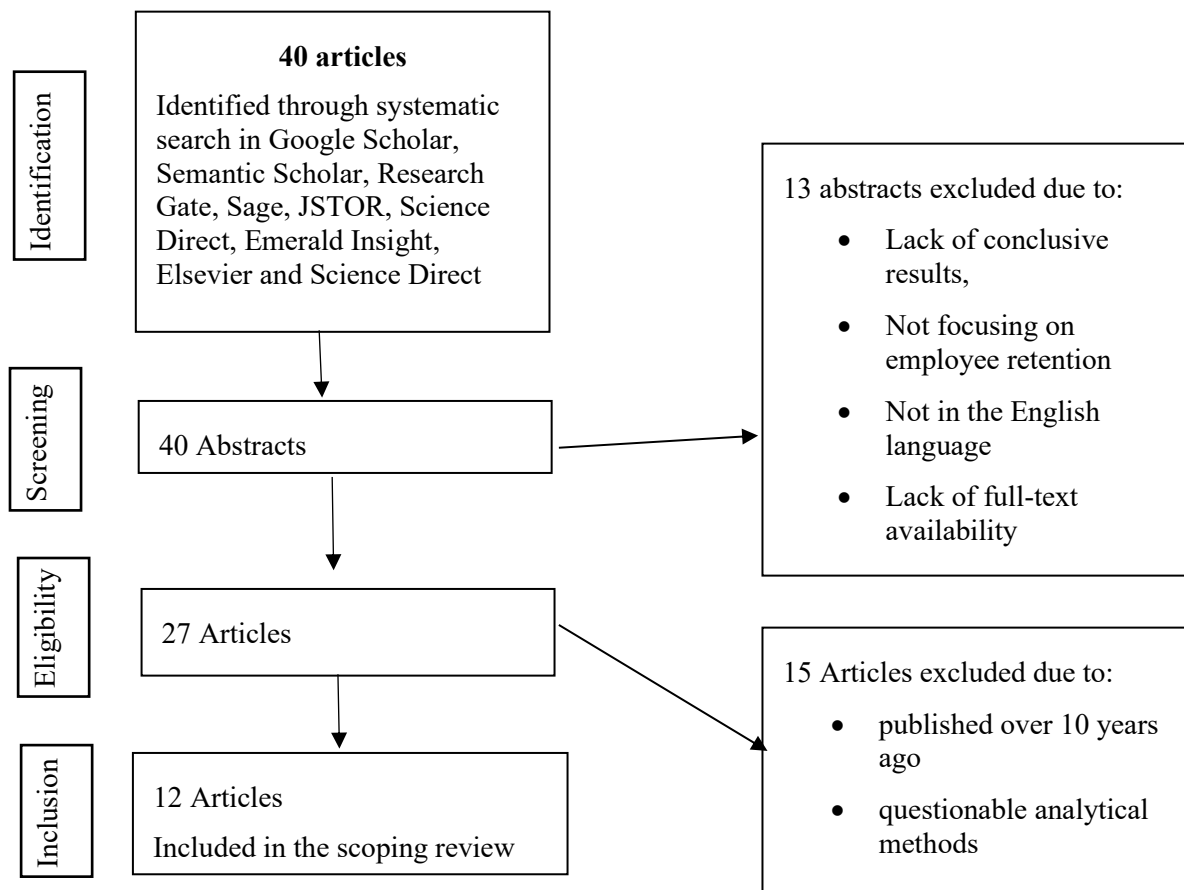 Identification
40 articles
Identified through systematic
search in Google Scholar,
Semantic Scholar, Research
Gate, Sage, JSTOR, Science
Direct, Emerald Insight,
Elsevier and Science Direct
Screening
40 Abstracts
13 abstracts excluded due to:
• Lack of conclusive
results,
• Not focusing on
employee retention
• Not in the English
language
• Lack of full-text
availability
Eligibility
27 Articles
15 Articles excluded due to:
• published over 10 years
ago
• questionable analytical
methods
Inclusion
12 Articles
Included in the scoping review